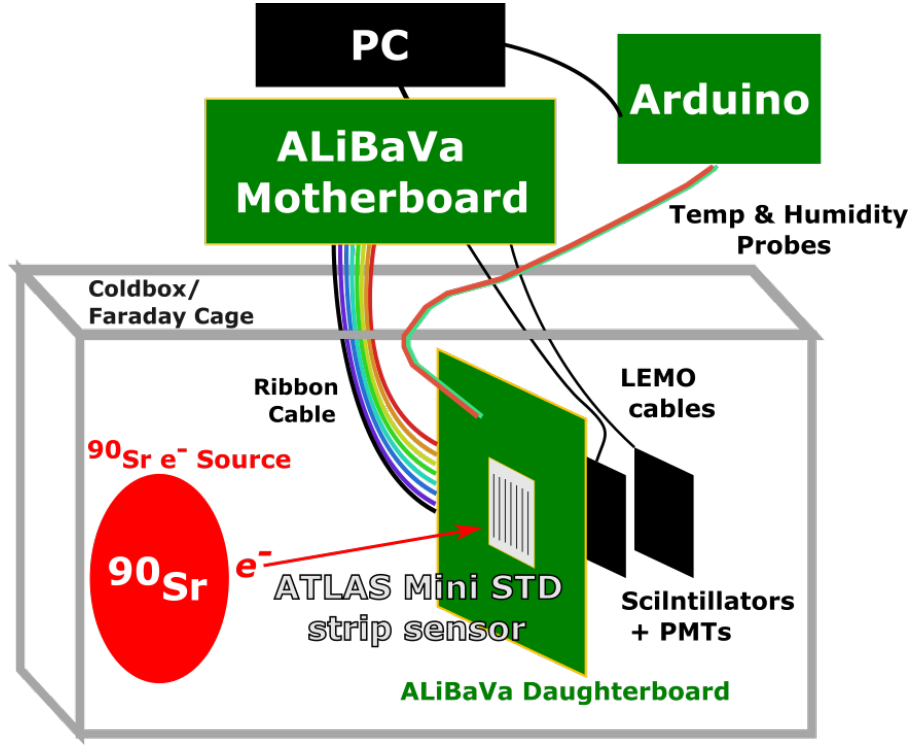 PC
Arduino
ALiBaVa
Motherboard
Temp & Humidity
Probes
Coldbox/
Faraday Cage
Ribbon
Cable
LEMO
cables
⁹⁰Sr e⁻ Source
⁹⁰Sr
e⁻
ATLAS Mini STD
strip sensor
Scilntillators
+ PMTs
ALiBaVa Daughterboard